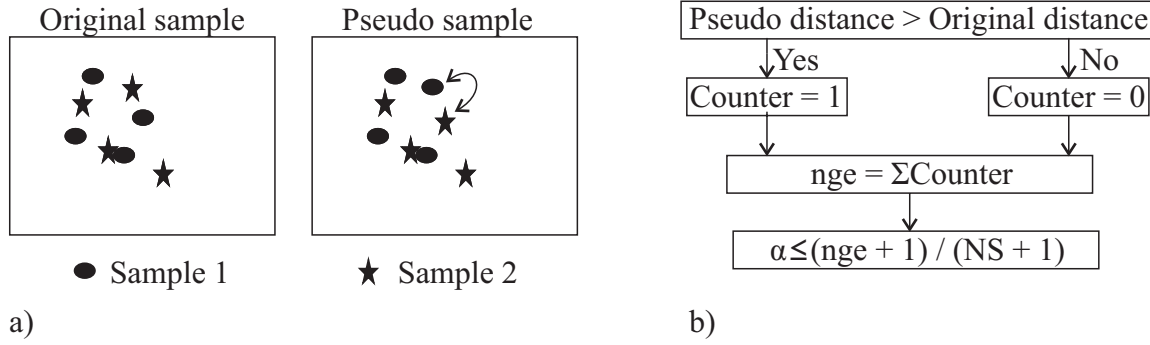 Original sample
Pseudo sample
Sample 1
Sample 2
a)
Pseudo distance > Original distance
Yes
No
Counter = 1
Counter = 0
nge = ΣCounter
α≤(nge + 1) / (NS + 1)
b)